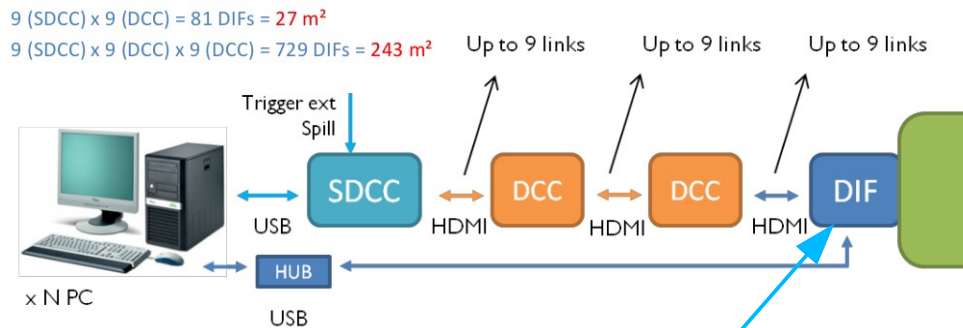 9 (SDCC) x 9 (DCC) = 81 DIFs = 27 m²
9 (SDCC) x 9 (DCC) x 9 (DCC) = 729 DIFs = 243 m²
Up to 9 links
Up to 9 links
Up to 9 links
Trigger ext
Spill
SDCC
DCC
DCC
DIF
USB
HDMI
HDMI
HDMI
HUB
x N PC
USB